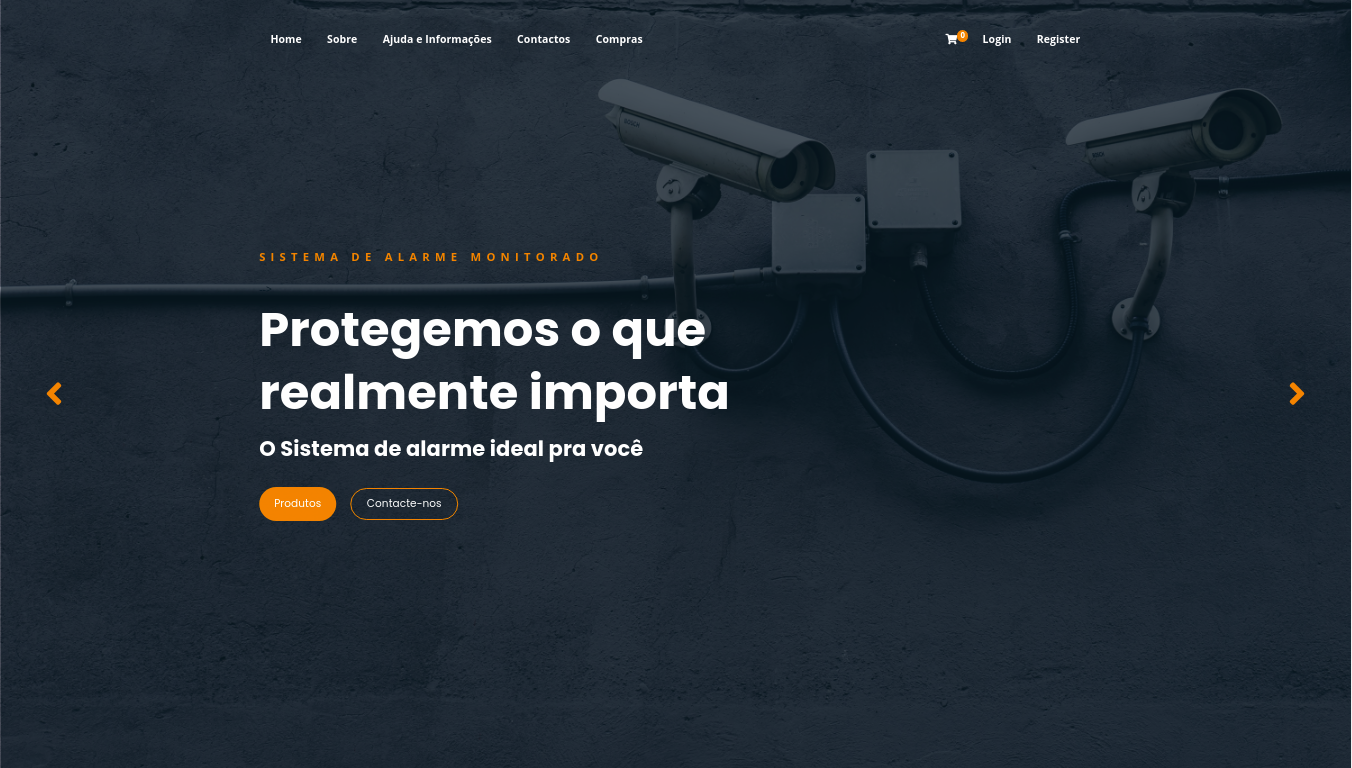 Home Sobre Ajuda e Informações Contactos Compras 0 Login Register
SISTEMA DE ALARME MONITORADO
Protegemos o que
realmente importa
O Sistema de alarme ideal pra você
Produtos Contacte-nos